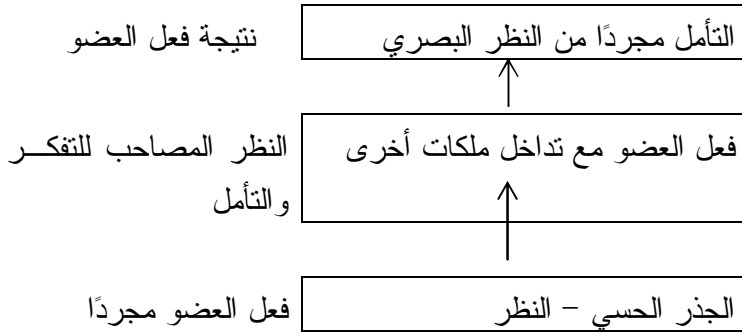 التأمل مجردًا من النظر البصري نتيجة فعل العضو
فعل العضو مع تداخل ملكات أخرى النظر المصاحب للتفكر
والتأمل
الجذر الحسي – النظر فعل العضو مجردًا